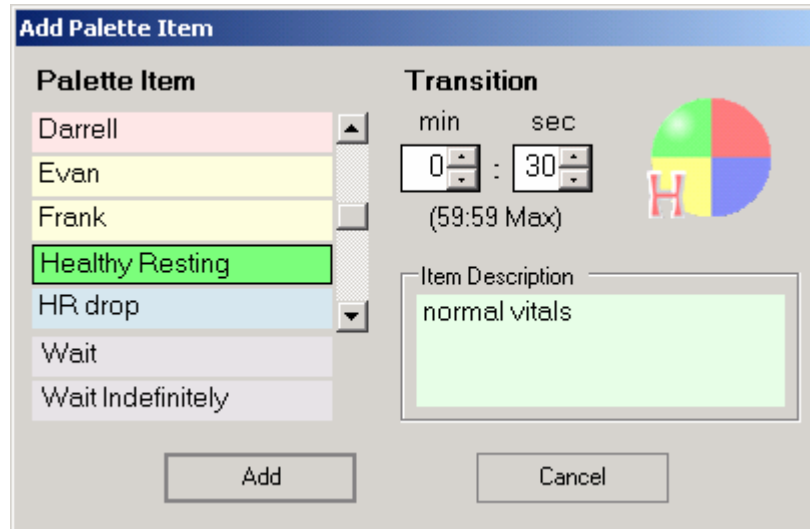 Add Palette Item
Palette Item
Darrell
Evan
Frank
Healthy Resting
HR drop
Wait
Wait Indefinitely
Transition
min sec
0 : 30
(59:59 Max)
H
Item Description
normal vitals
Add Cancel